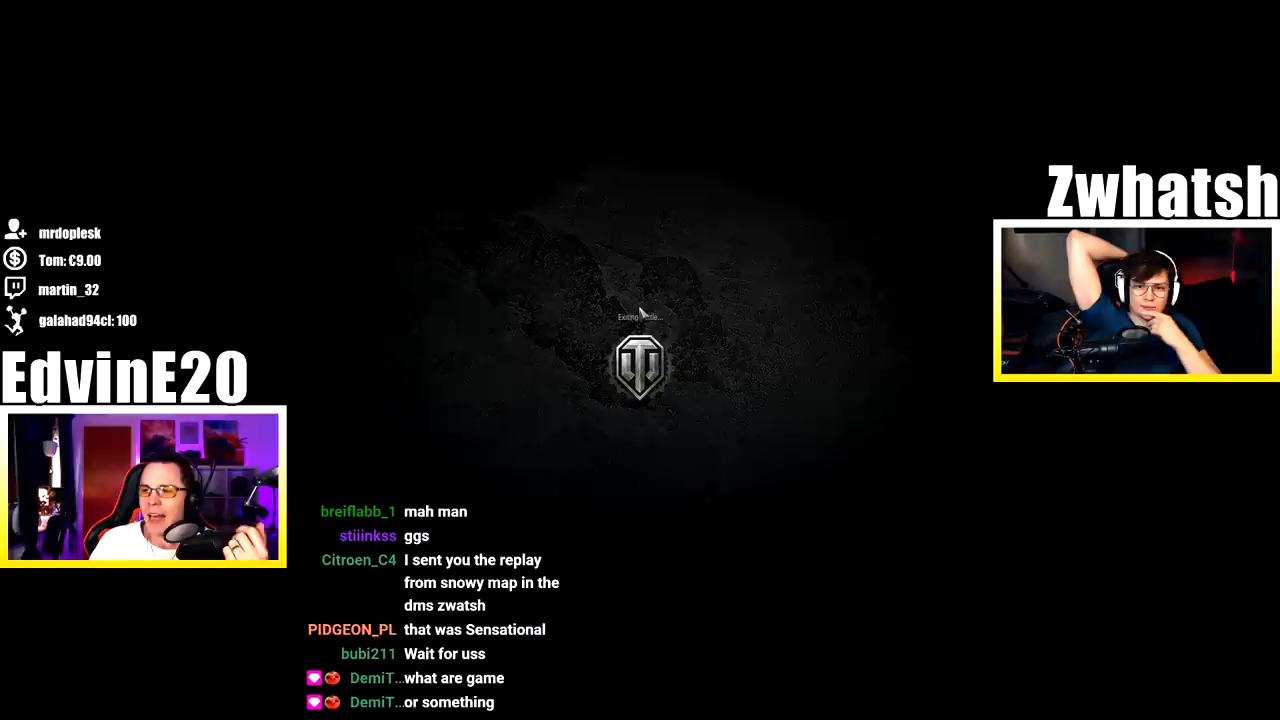 Zwhatsh
mrdoplesk
Tom: €9.00
martin_32
galahad94cl: 100
EdvinE20
Exiting
breiflabb_1 mah man
stiiinkss ggs
Citroen_C4 I sent you the replay
from snowy map in the
dms zwatsh
PIDGEON_PL that was Sensational
bubi211 Wait for uss
DemiT... what are game
DemiT... or something